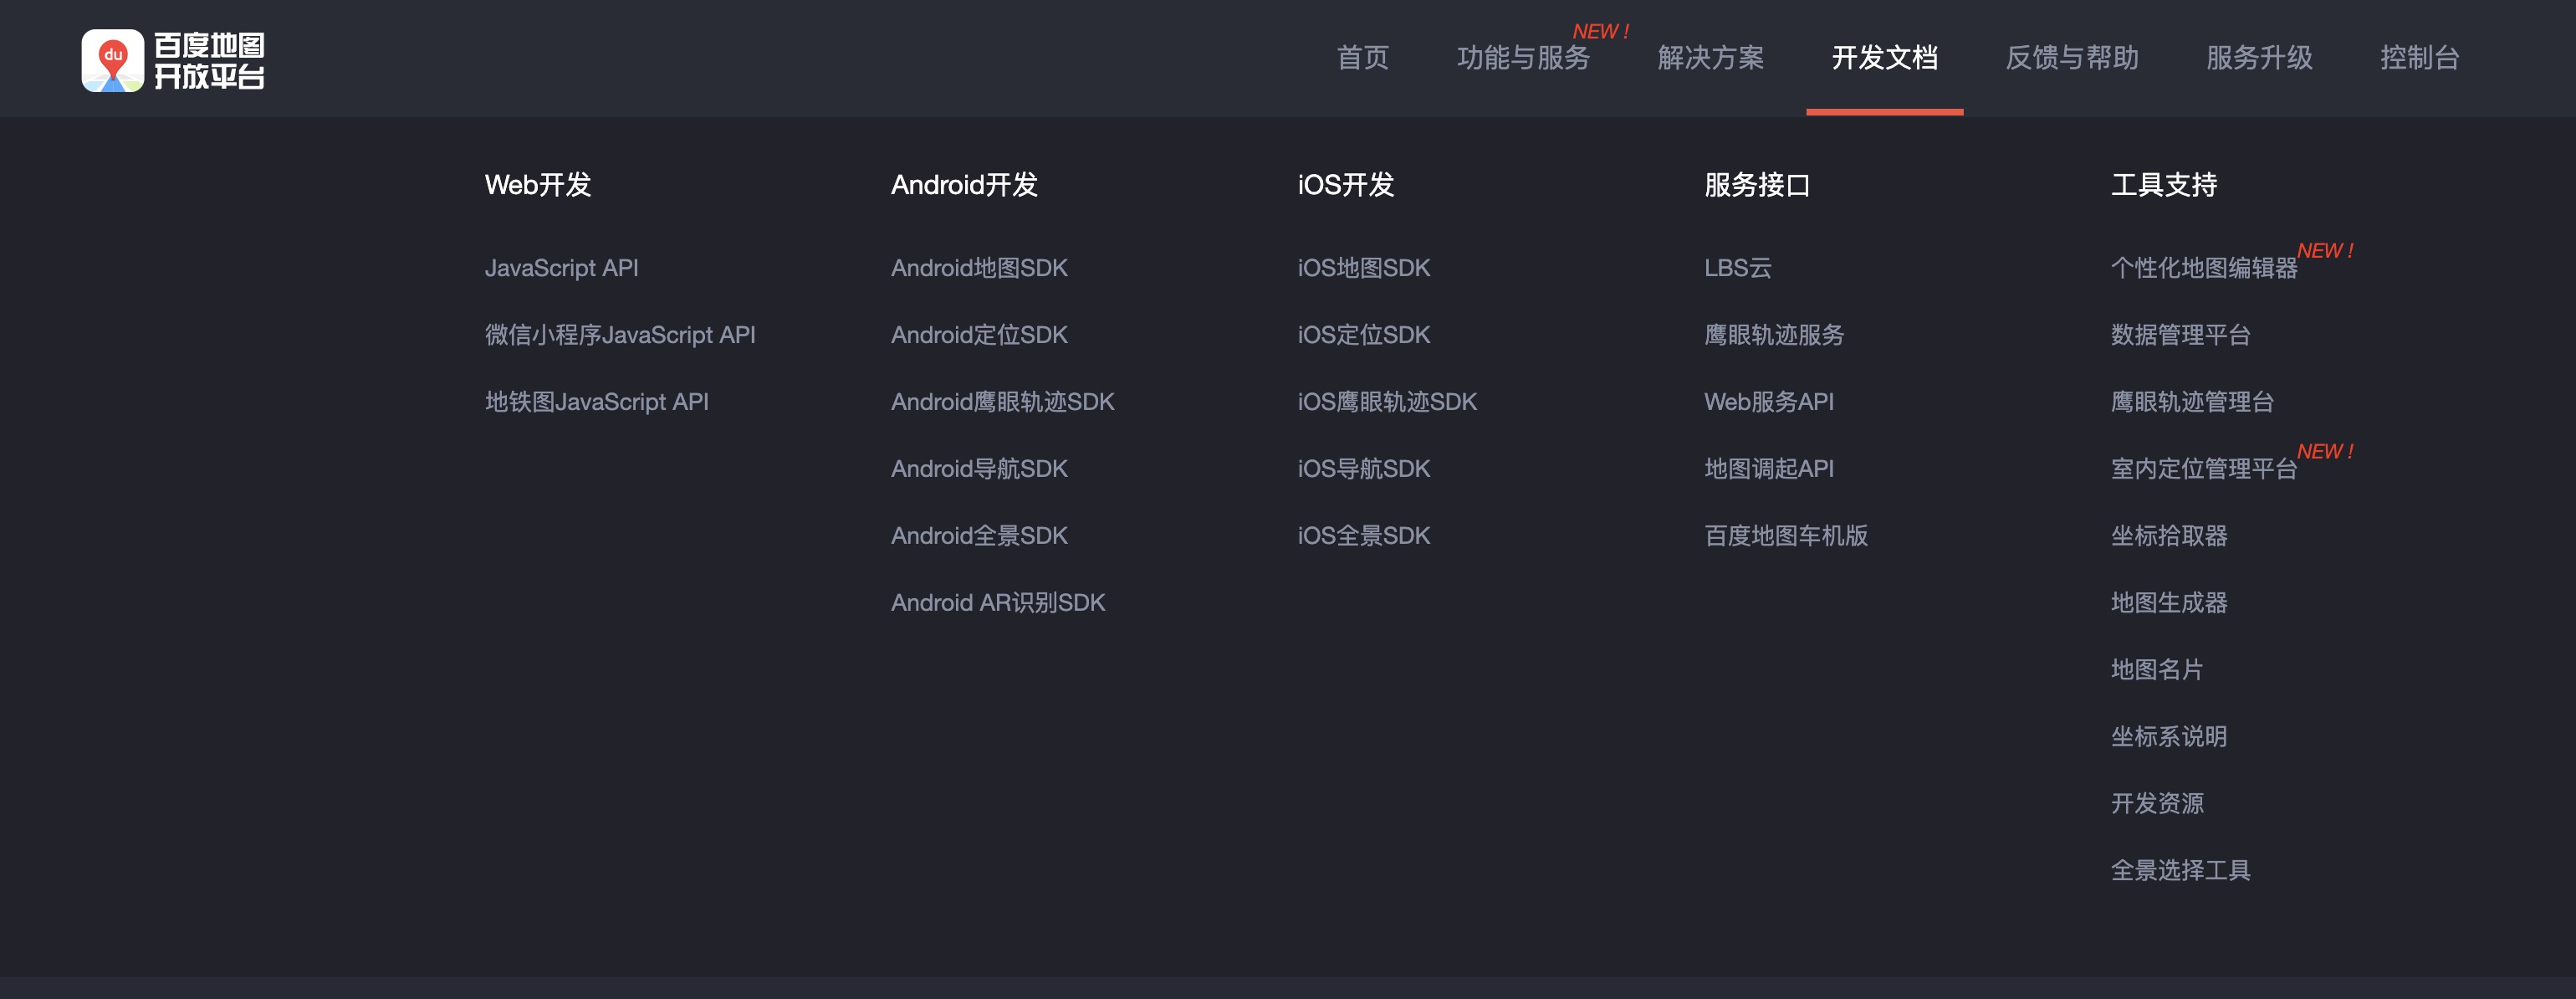 du
百度地图
开放平台
首页
功能与服务
NEW !
解决方案
开发文档
反馈与帮助
服务升级
控制台
Web开发
JavaScript API
微信小程序JavaScript API
地铁图JavaScript API
Android开发
Android地图SDK
Android定位SDK
Android鹰眼轨迹SDK
Android导航SDK
Android全景SDK
Android AR识别SDK
iOS开发
iOS地图SDK
iOS定位SDK
iOS鹰眼轨迹SDK
iOS导航SDK
iOS全景SDK
服务接口
LBS云
鹰眼轨迹服务
Web服务API
地图调起API
百度地图车机版
工具支持
个性化地图编辑器
NEW !
数据管理平台
鹰眼轨迹管理台
室内定位管理平台
NEW !
坐标拾取器
地图生成器
地图名片
坐标系说明
开发资源
全景选择工具